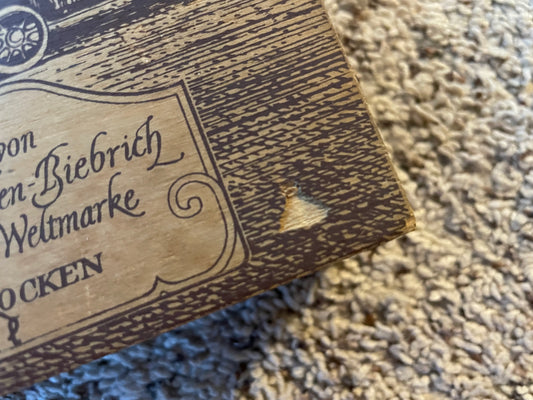 von
en-Biebrich
Weltmarke
OCKEN